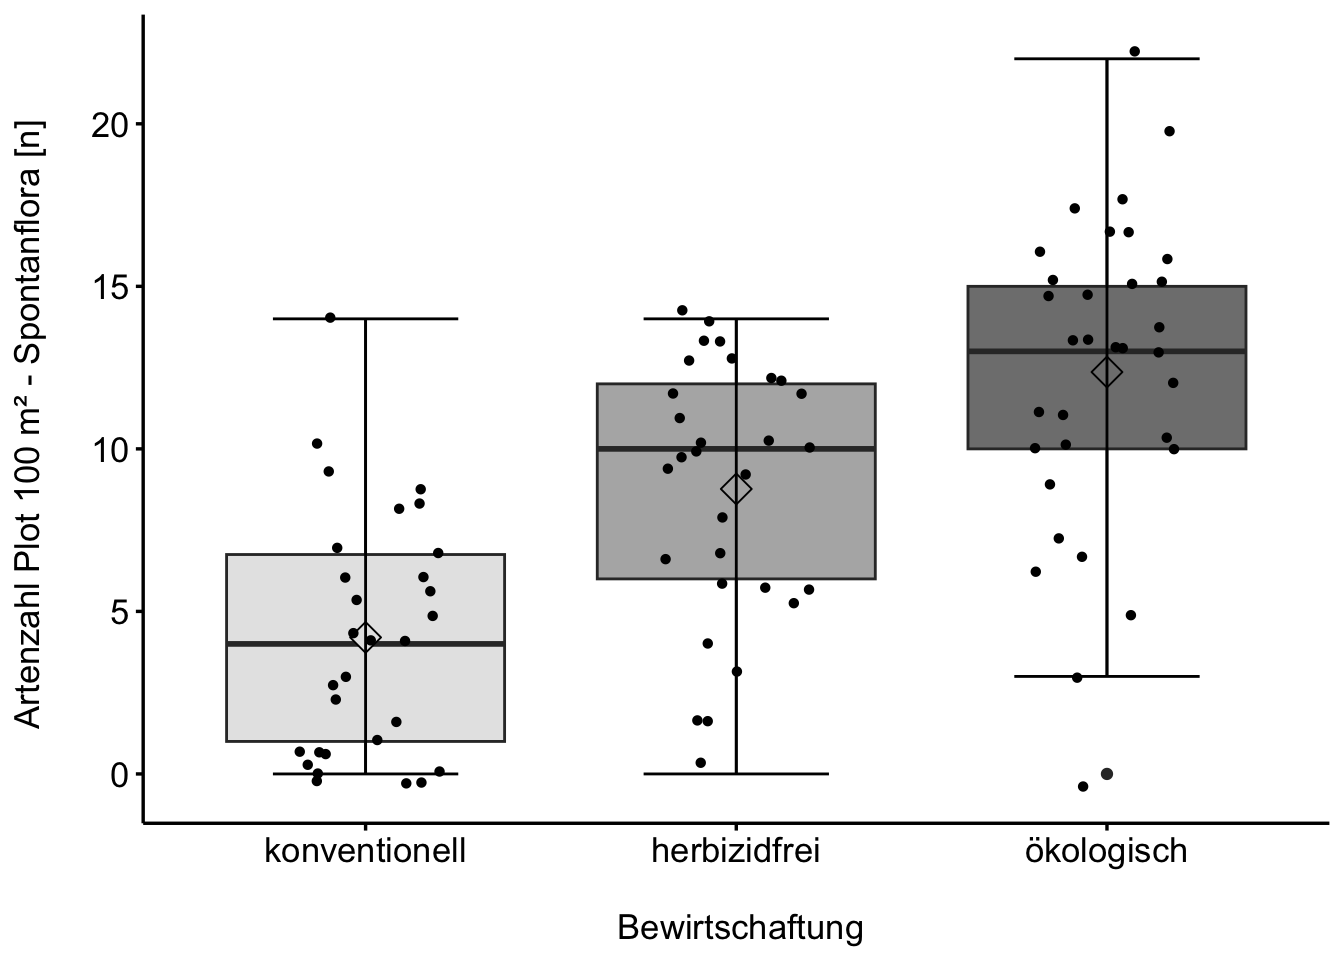 Artenzahl Plot 100 m² - Spontanflora [n]
20
15
10
5
0
konventionell herbizidfrei ökologisch
Bewirtschaftung